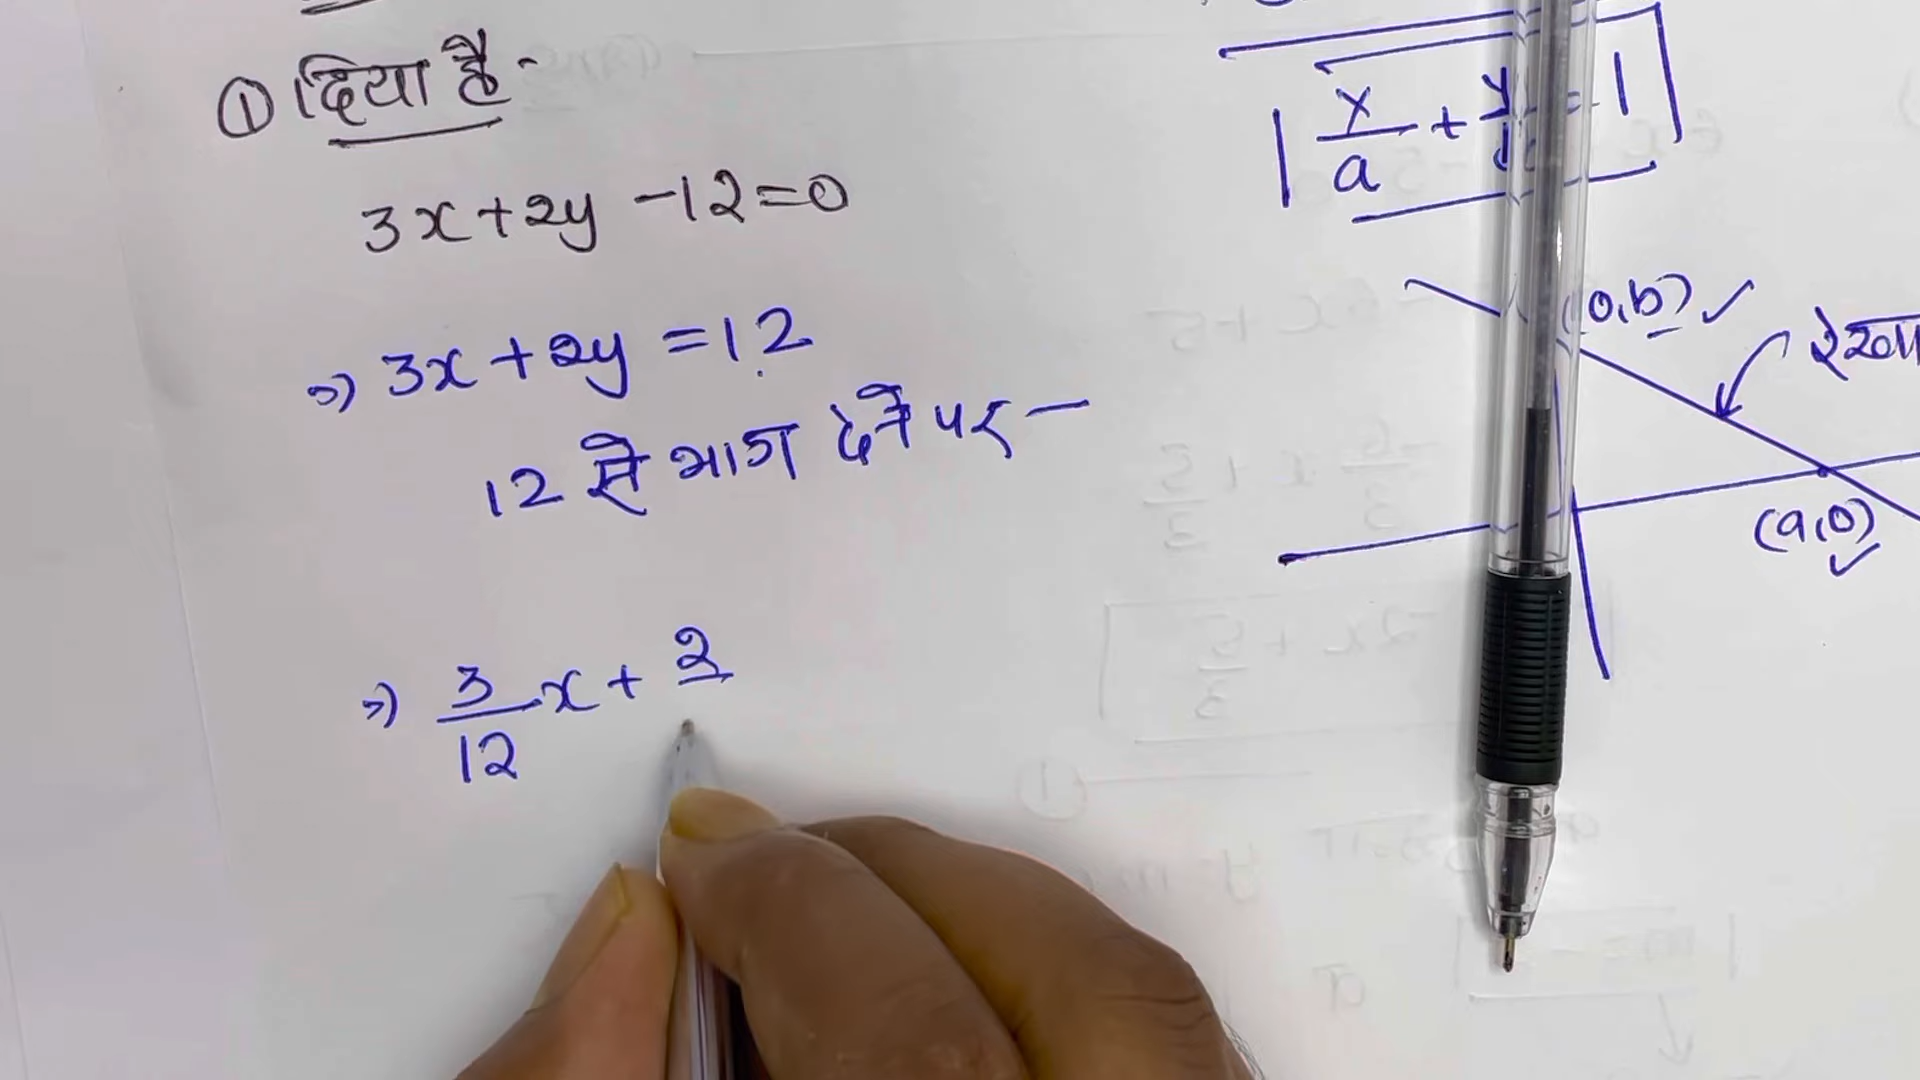 ① दिया है -
3x+2y -12=0
⇒ 3x + 2y = 12
12 से भाग देने पर —
⇒ 3/12 x + 2
x/a + y/b = 1
(0,b) ✓
रेखा
(a,0) ✓